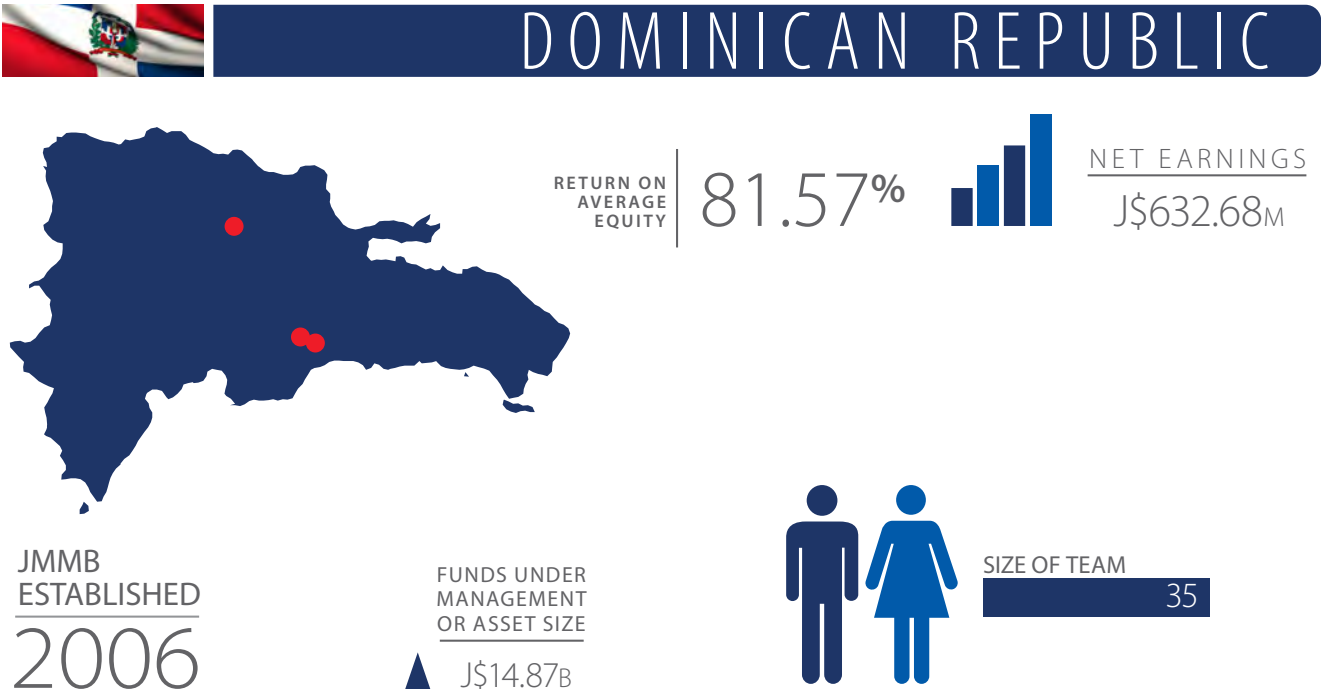 DOMINICAN REPUBLIC
RETURN ON
AVERAGE
EQUITY
81.57%
NET EARNINGS
J$632.68M
JMMB
ESTABLISHED
2006
FUNDS UNDER
MANAGEMENT
OR ASSET SIZE
J$14.87B
SIZE OF TEAM
35